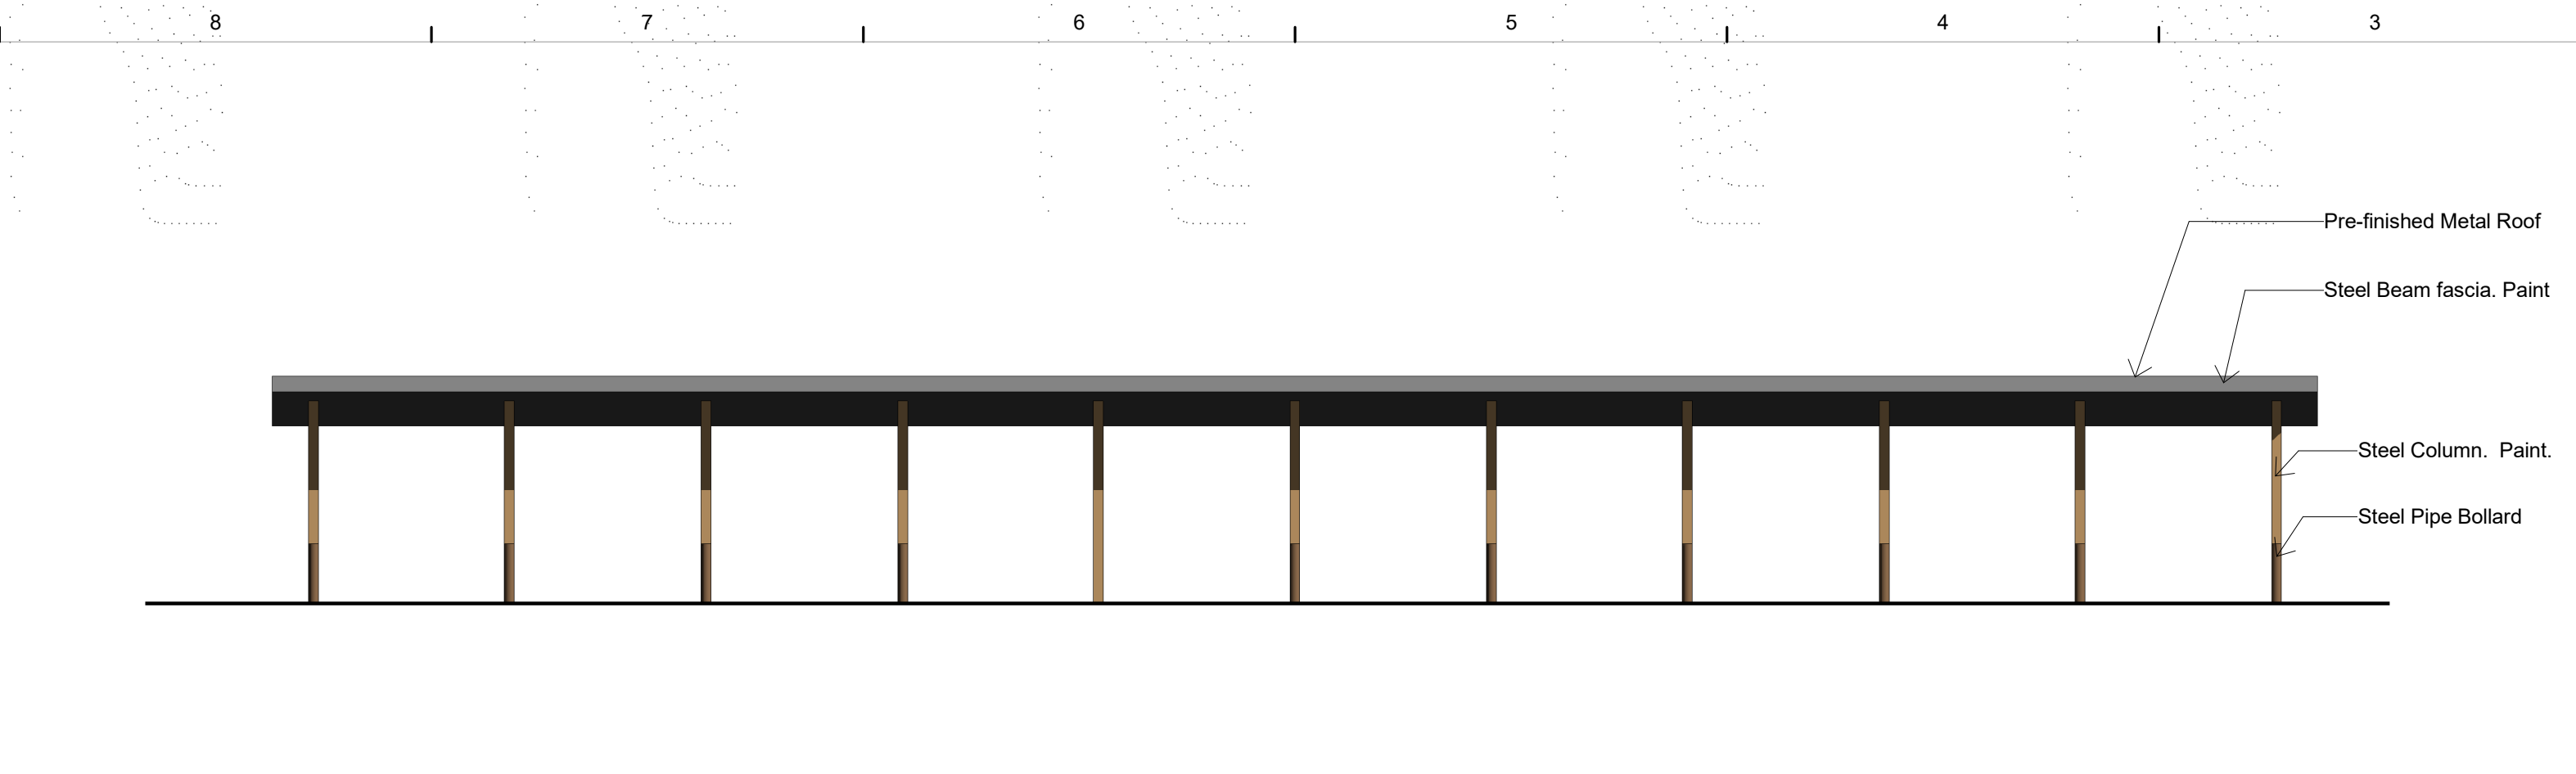 8 7 6 5 4 3
Pre-finished Metal Roof
Steel Beam fascia. Paint
Steel Column.  Paint.
Steel Pipe Bollard